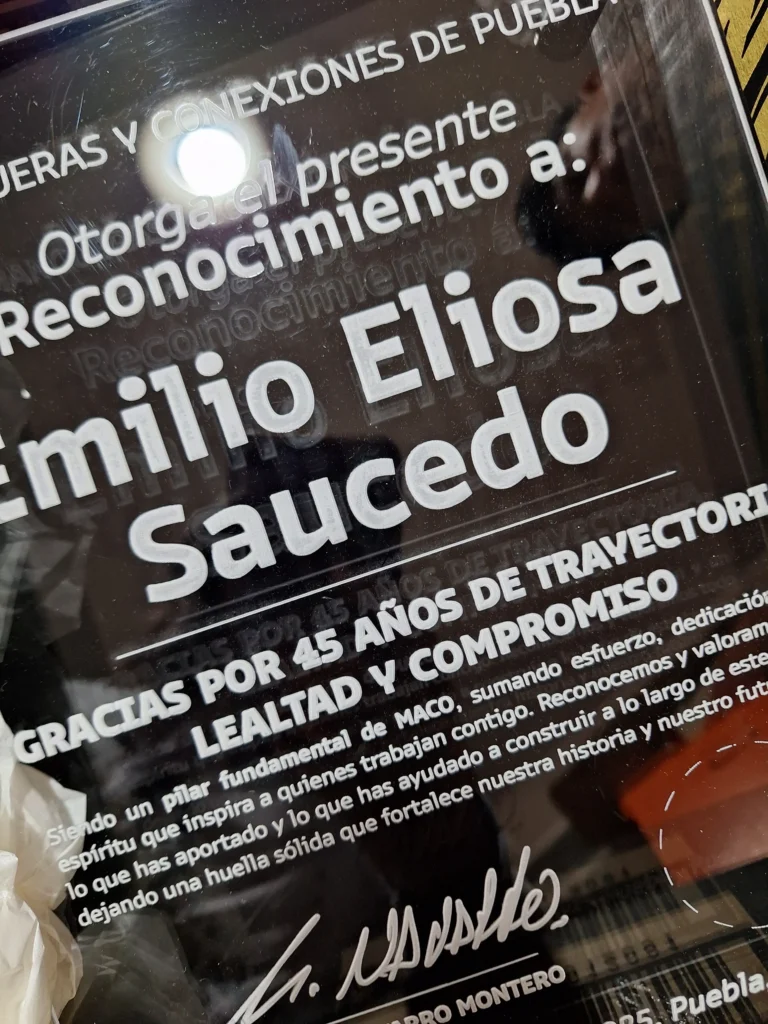 UERAS Y CONEXIONES DE PUEBLA
Otorga el presente
Reconocimiento a:
Emilio Eliosa
Saucedo
GRACIAS POR 45 AÑOS DE TRAYECTORI
LEALTAD Y COMPROMISO
Siendo un pilar fundamental de MACO, sumando esfuerzo, dedicación
espíritu que inspira a quienes trabajan contigo. Reconocemos y valoram
lo que has aportado y lo que has ayudado a construir a lo largo de este
dejando una huella sólida que fortalece nuestra historia y nuestro fut
ARRO MONTERO
Puebla,